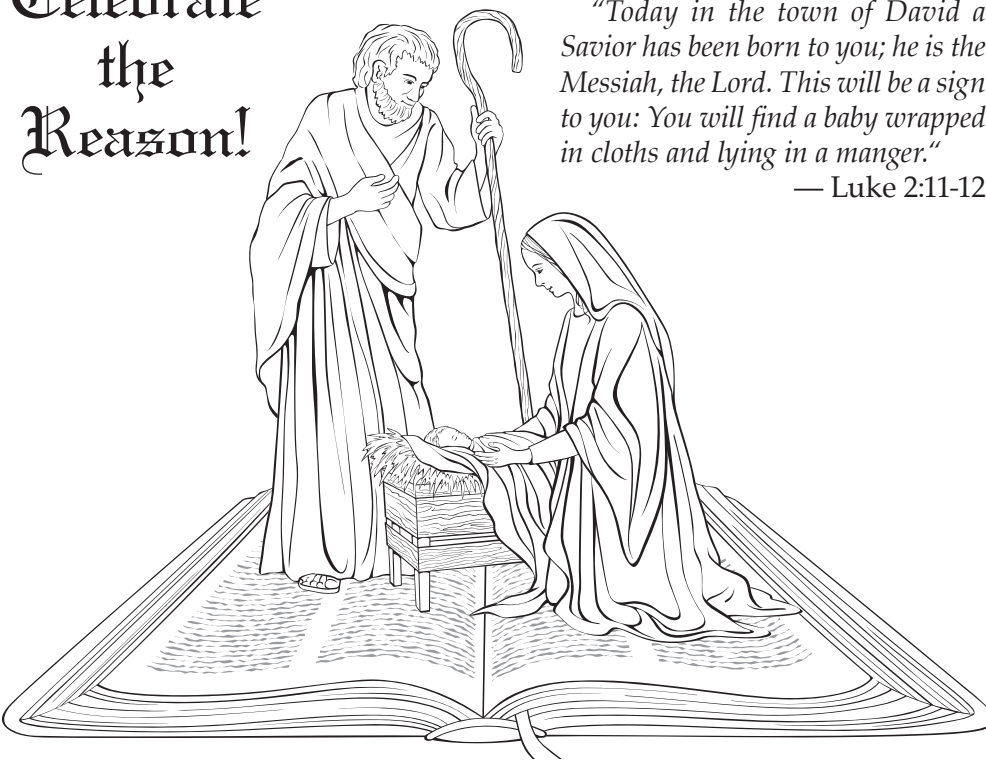 Celebrate
the
Reason!
“Today in the town of David a
Savior has been born to you; he is the
Messiah, the Lord. This will be a sign
to you: You will find a baby wrapped
in cloths and lying in a manger.“
— Luke 2:11-12